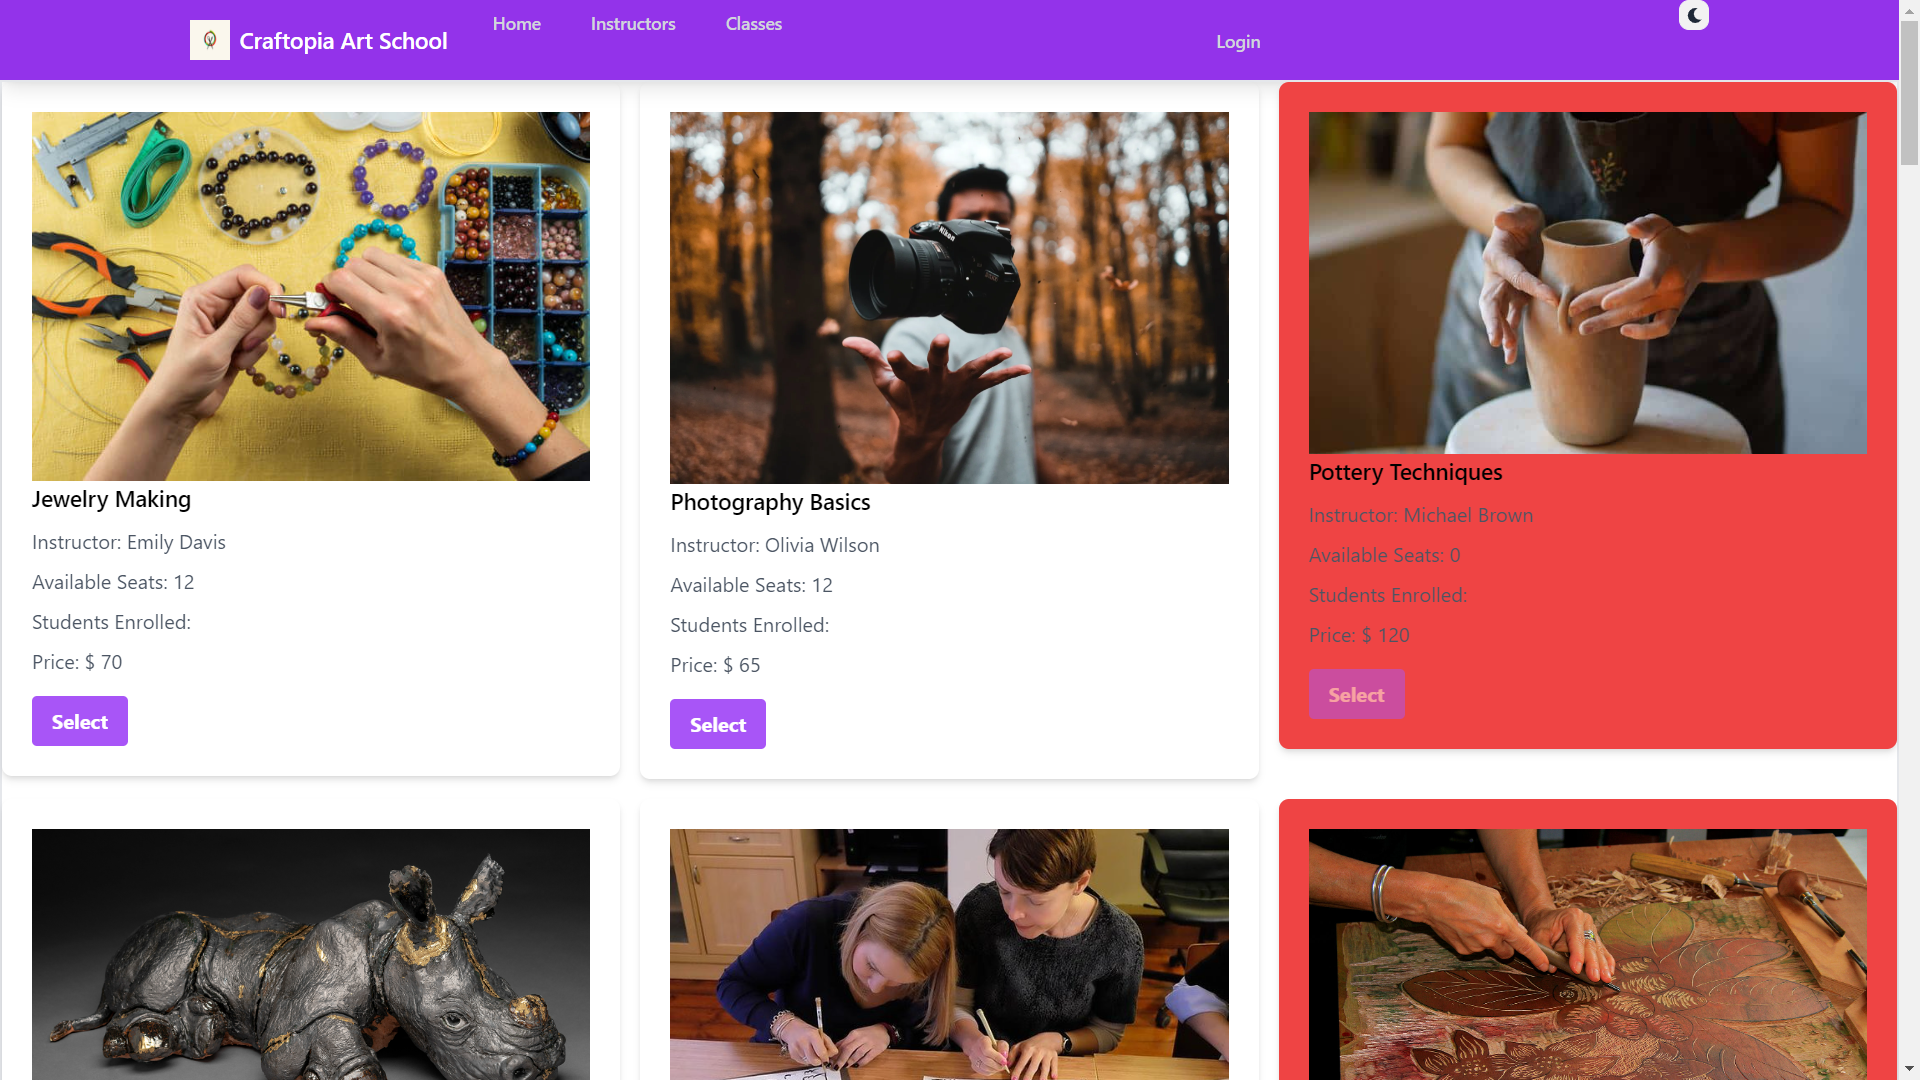 Craftopia Art School
Home
Instructors
Classes
Login
Nikon
Jewelry Making
Instructor: Emily Davis
Available Seats: 12
Students Enrolled:
Price: $ 70
Select
Photography Basics
Instructor: Olivia Wilson
Available Seats: 12
Students Enrolled:
Price: $ 65
Select
Pottery Techniques
Instructor: Michael Brown
Available Seats: 0
Students Enrolled:
Price: $ 120
Select